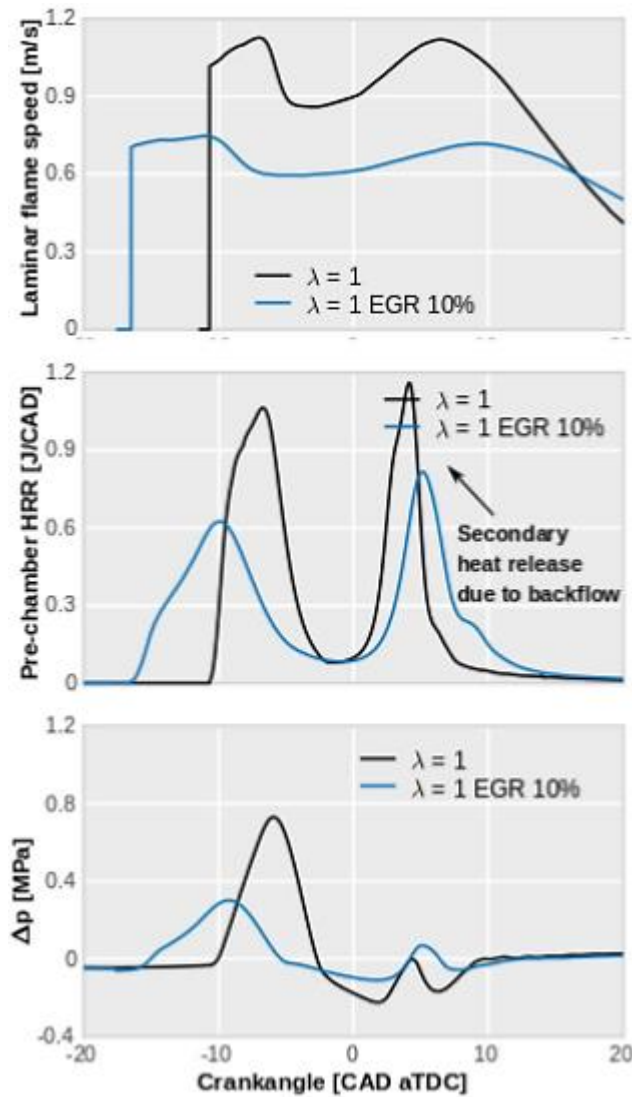 Laminar flame speed [m/s]
1.2
0.9
0.6
0.3
0
λ = 1
λ = 1 EGR 10%
Pre-chamber HRR [J/CAD]
1.2
0.9
0.6
0.3
0
λ = 1
λ = 1 EGR 10%
Secondary
heat release
due to backflow
Δp [MPa]
1.2
0.8
0.4
0
-0.4
λ = 1
λ = 1 EGR 10%
-20
-10
0
10
20
Crankangle [CAD aTDC]